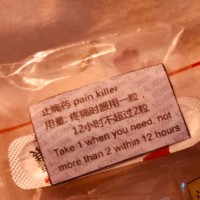 止痛药 pain killer
用量: 疼痛时服用一粒,
12小时不超过2粒
Take 1 when you need, not
more than 2 within 12 hours